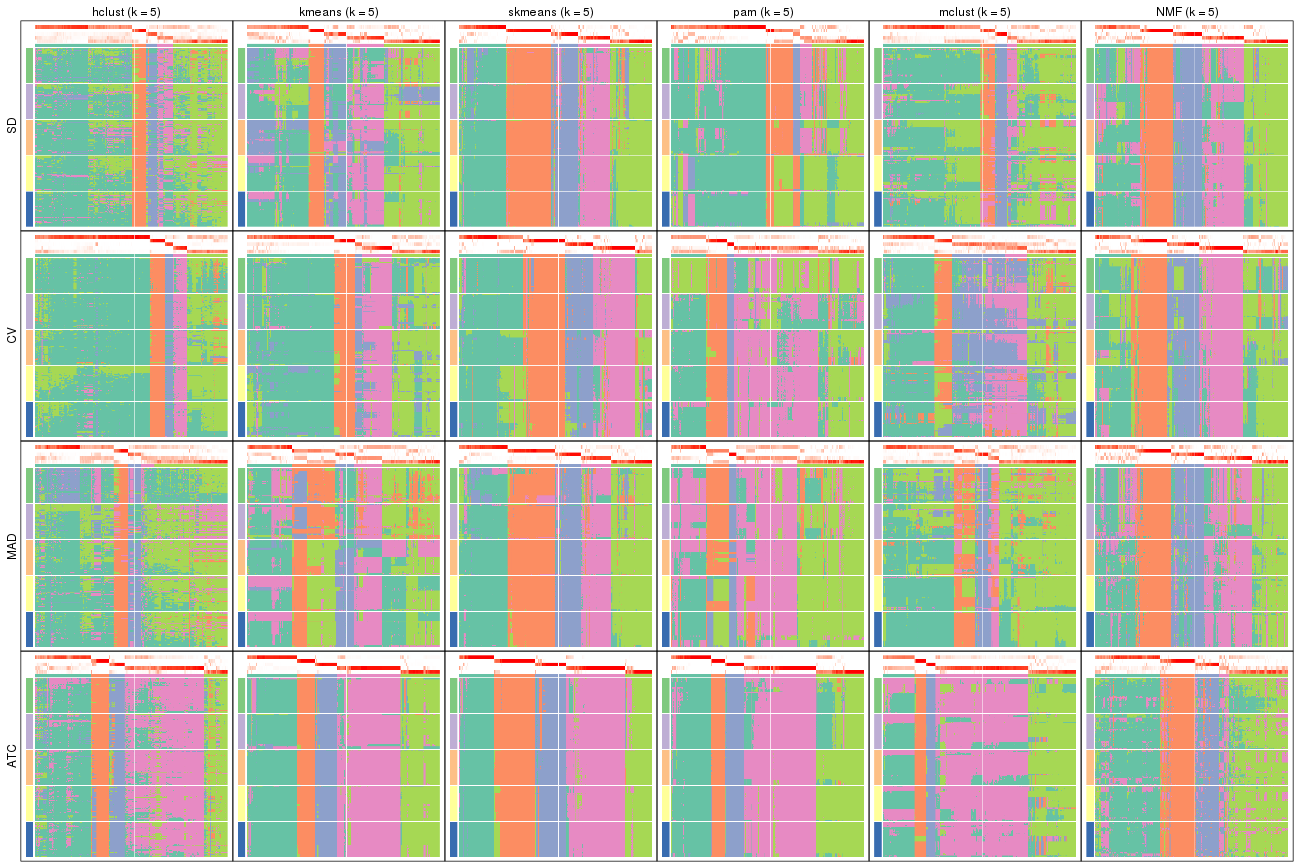 hclust (k = 5) kmeans (k = 5) skmeans (k = 5) pam (k = 5) mclust (k = 5) NMF (k = 5)
SD
CV
MAD
ATC